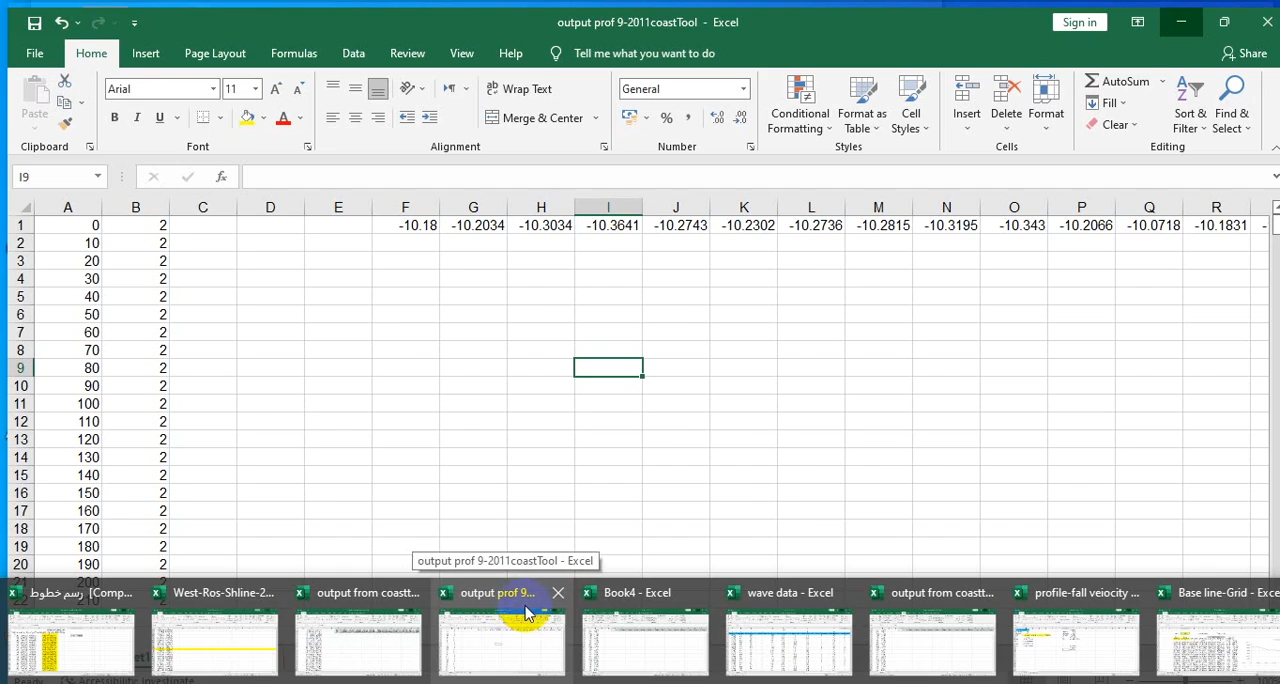 output prof 9-2011coastTool - Excel
Sign in
File Home Insert Page Layout Formulas Data Review View Help Tell me what you want to do Share
Paste
Clipboard
Arial 11
B I U
Font
Wrap Text
Merge & Center
Alignment
General
Number
Conditional Formatting
Format as Table
Cell Styles
Styles
Insert Delete Format
Cells
AutoSum
Fill
Clear
Sort & Filter
Find & Select
Editing
I9
fx
A B C D E F G H I J K L M N O P Q R
1 0 2 -10.18 -10.2034 -10.3034 -10.3641 -10.2743 -10.2302 -10.2736 -10.2815 -10.3195 -10.343 -10.2066 -10.0718 -10.1831 -
2 10 2
3 20 2
4 30 2
5 40 2
6 50 2
7 60 2
8 70 2
9 80 2
10 90 2
11 100 2
12 110 2
13 120 2
14 130 2
15 140 2
16 150 2
17 160 2
18 170 2
19 180 2
20 190 2
output prof 9-2011coastTool - Excel
21 200 2
22 210 2
رسم خطوط [Comp...
West-Ros-Shline-2...
output from coastt...
output prof 9...
Book4 - Excel
wave data - Excel
output from coastt...
profile-fall veiocity ...
Base line-Grid - Exce
Accessibility: Investigate